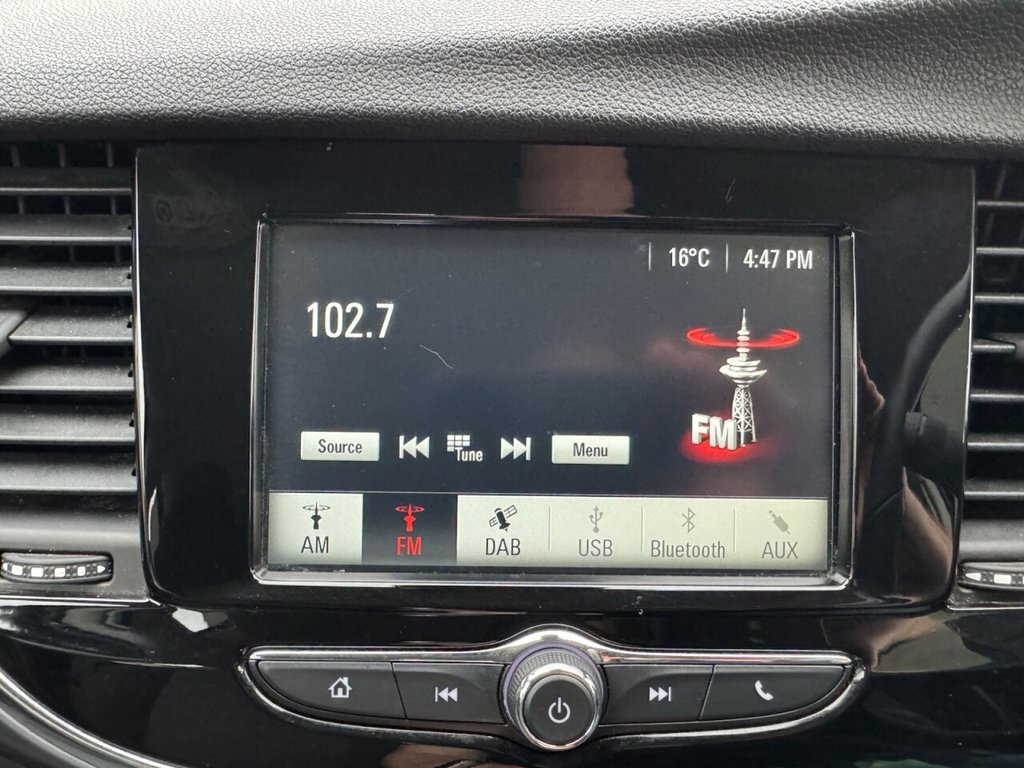 16°C 4:47 PM
102.7
FM
Source Tune Menu
AM FM DAB USB Bluetooth AUX